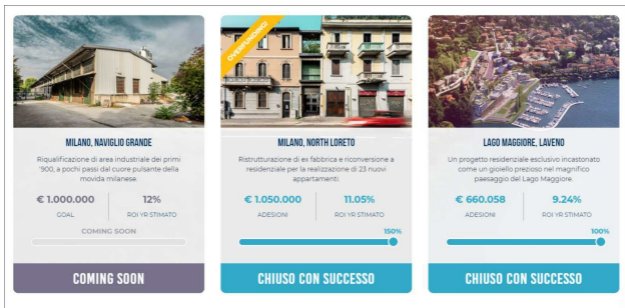 MILANO, NAVIGLIO GRANDE
Riqualificazione di area industriale dei primi
'900, a pochi passi dal cuore pulsante della
movida milanese.
€ 1.000.000
12%
GOAL
ROI YR STIMATO
COMING SOON
COMING SOON
OVERFUNDING!
MILANO, NORTH LORETO
Ristrutturazione di ex fabbrica e riconversione a
residenziale per la realizzazione di 23 nuovi
appartamenti.
€ 1.050.000
11.05%
ADESIONI
ROI YR STIMATO
150%
CHIUSO CON SUCCESSO
LAGO MAGGIORE, LAVENO
Un progetto residenziale esclusivo incastonato
come un gioiello prezioso nel magnifico
paesaggio del Lago Maggiore.
€ 660.058
9.24%
ADESIONI
ROI YR STIMATO
100%
CHIUSO CON SUCCESSO